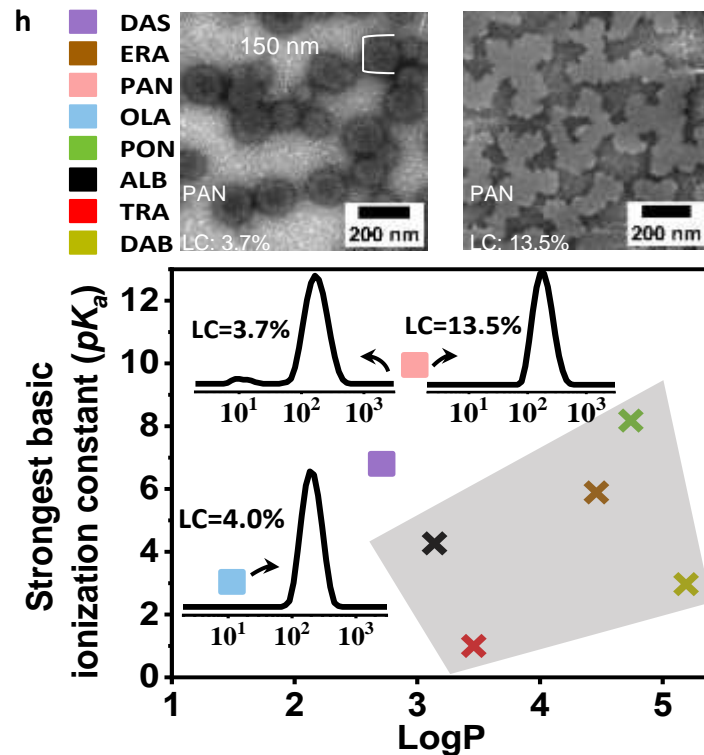 h
DAS
ERA
PAN
OLA
PON
ALB
TRA
DAB
150 nm
PAN
LC: 3.7%
200 nm
PAN
LC: 13.5%
200 nm
Strongest basic
ionization constant (pKa)
12
10
8
6
4
2
0
LC=3.7%
10¹ 10² 10³
LC=13.5%
10¹ 10² 10³
LC=4.0%
10¹ 10² 10³
1 2 3 4 5
LogP